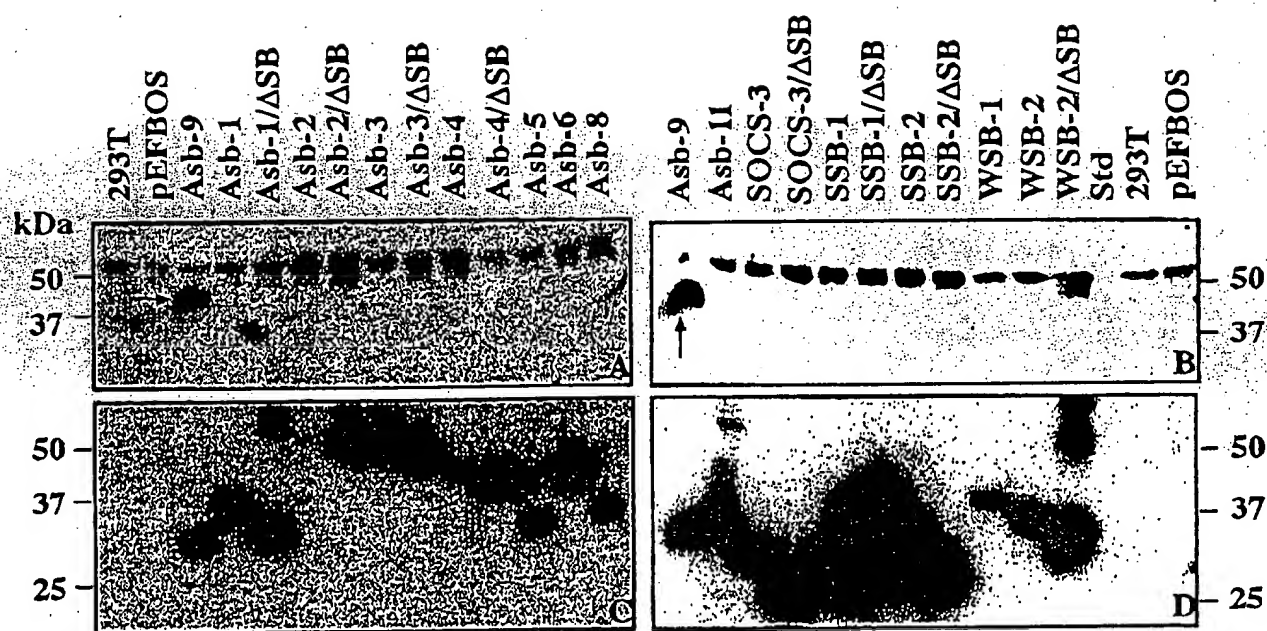 293T
pEFBOS
Asb-9
Asb-1
Asb-1/ΔSB
Asb-2
Asb-2/ΔSB
Asb-3
Asb-3/ΔSB
Asb-4
Asb-4/ΔSB
Asb-5
Asb-6
Asb-8
Asb-9
Asb-11
SOCS-3
SOCS-3/ΔSB
SSB-1
SSB-1/ΔSB
SSB-2
SSB-2/ΔSB
WSB-1
WSB-2
WSB-2/ΔSB
Std
293T
pEFBOS
kDa
50
37
A
B
50
37
50
37
25
C
D
50
37
25